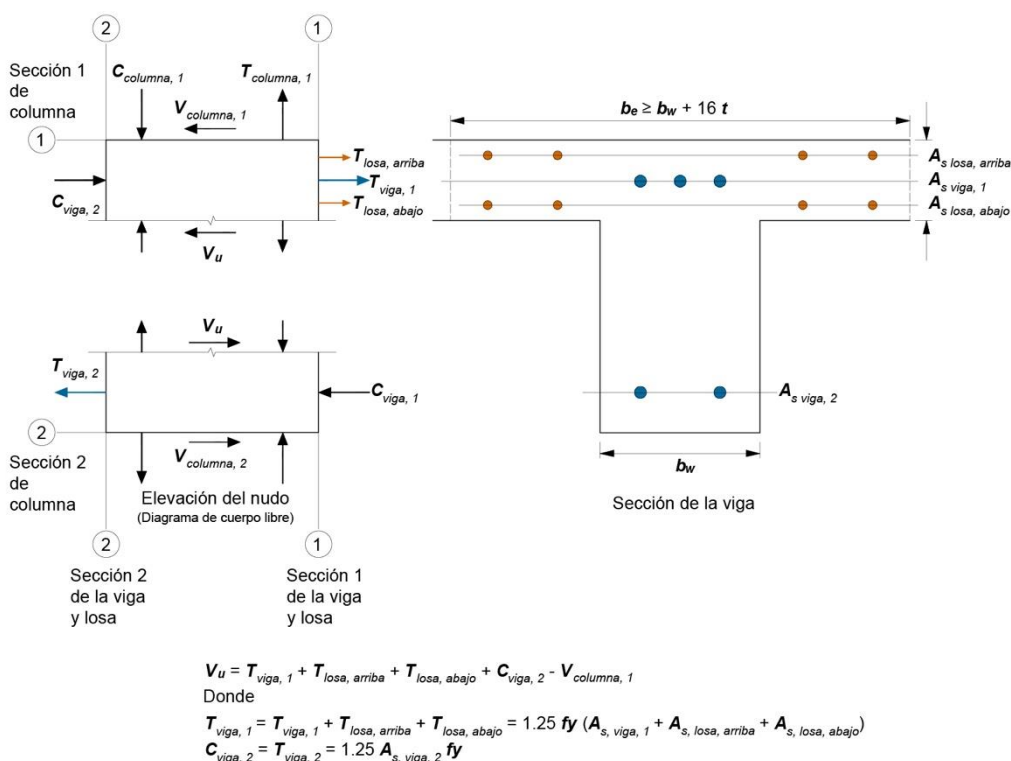 2
1
Sección 1
de
columna
C columna, 1
T columna, 1
V columna, 1
1
T losa, arriba
T viga, 1
T losa, abajo
C viga, 2
V u
b e ≥ b w + 16 t
A s losa, arriba
A s viga, 1
A s losa, abajo
V u
T viga, 2
C viga, 1
A s viga, 2
2
V columna, 2
b w
Sección 2
de
columna
Elevación del nudo
(Diagrama de cuerpo libre)
Sección de la viga
2
1
Sección 2
de la viga
y losa
Sección 1
de la viga
y losa
V u = T viga, 1 + T losa, arriba + T losa, abajo + C viga, 2 - V columna, 1
Donde
T viga, 1 = T viga, 1 + T losa, arriba + T losa, abajo = 1.25 fy (A s, viga, 1 + A s, losa, arriba + A s, losa, abajo)
C viga, 2 = T viga, 2 = 1.25 A s, viga, 2 fy